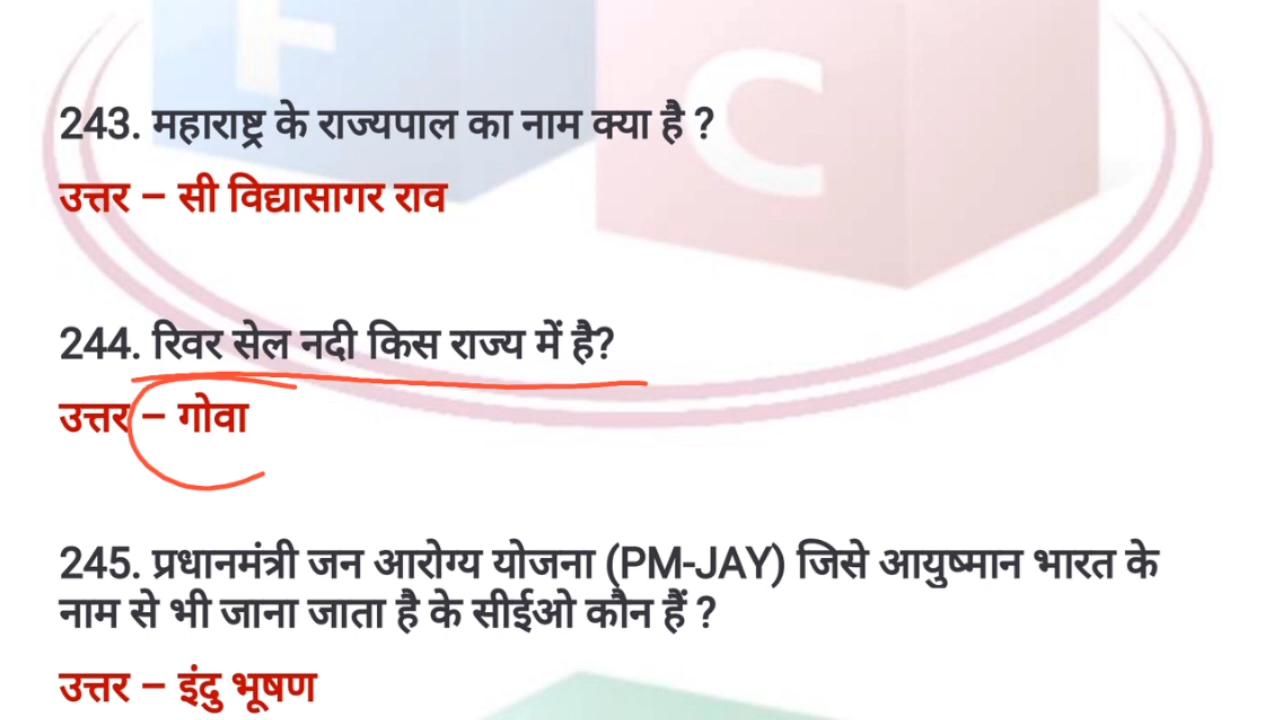 F
C
243. महाराष्ट्र के राज्यपाल का नाम क्या है ?
उत्तर – सी विद्यासागर राव
244. रिवर सेल नदी किस राज्य में है?
उत्तर – गोवा
245. प्रधानमंत्री जन आरोग्य योजना (PM-JAY) जिसे आयुष्मान भारत के
नाम से भी जाना जाता है के सीईओ कौन हैं ?
उत्तर – इंदु भूषण